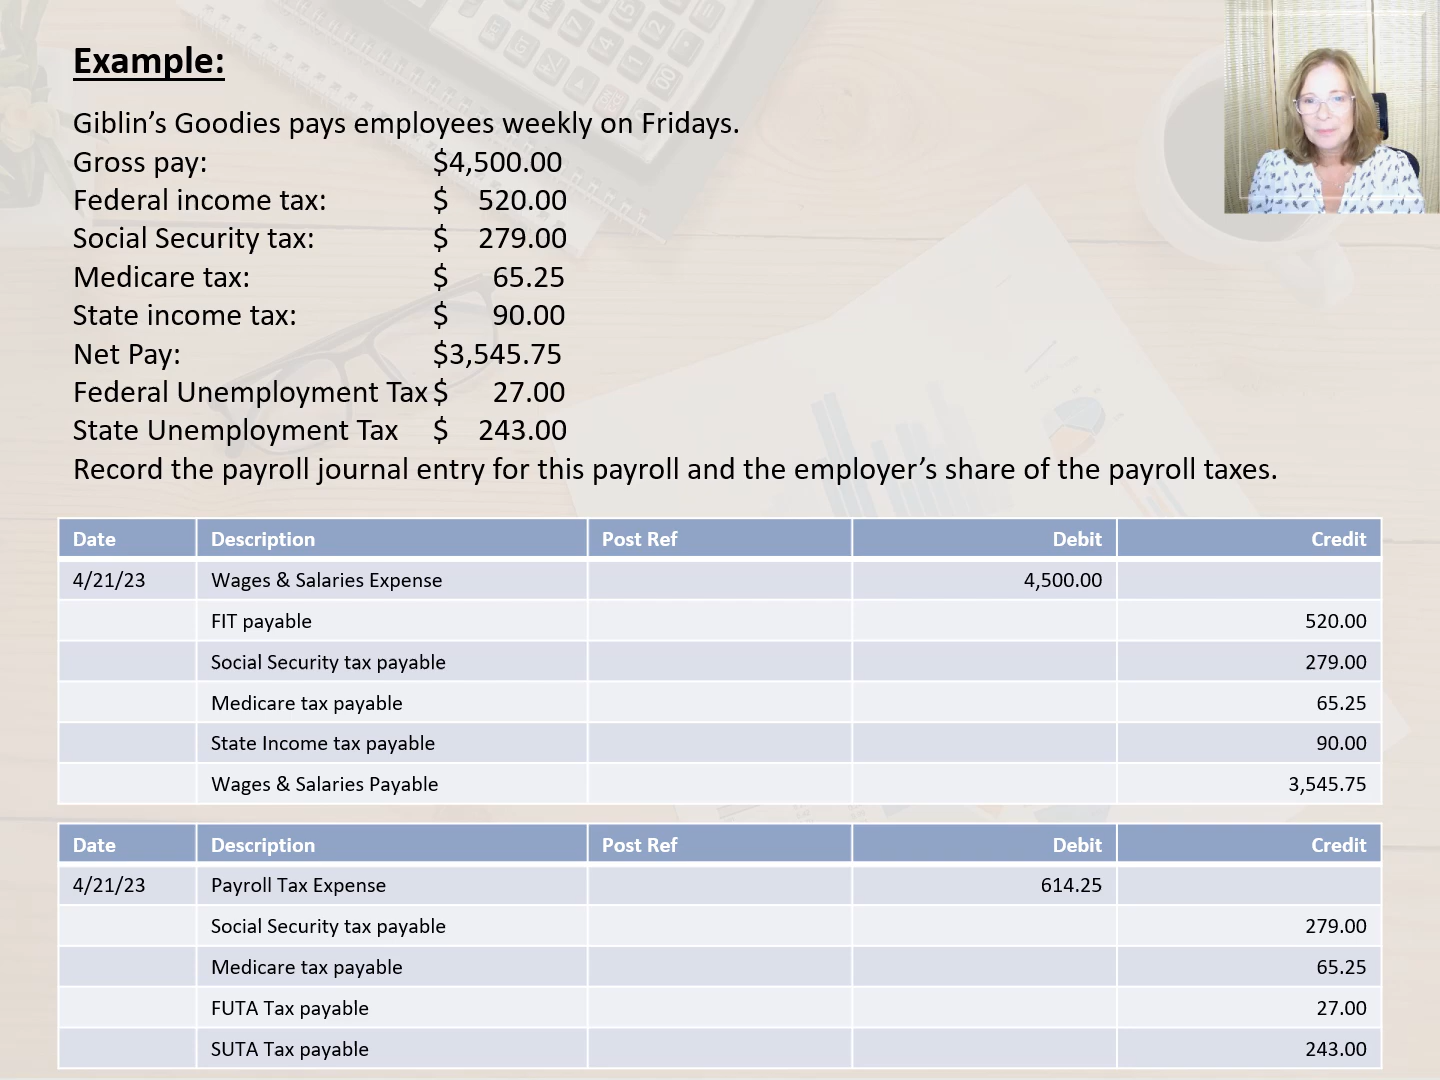 Example:
Giblin’s Goodies pays employees weekly on Fridays.
Gross pay: $4,500.00
Federal income tax: $ 520.00
Social Security tax: $ 279.00
Medicare tax: $ 65.25
State income tax: $ 90.00
Net Pay: $3,545.75
Federal Unemployment Tax $ 27.00
State Unemployment Tax $ 243.00
Record the payroll journal entry for this payroll and the employer’s share of the payroll taxes.
Date Description Post Ref Debit Credit
4/21/23 Wages & Salaries Expense 4,500.00
FIT payable 520.00
Social Security tax payable 279.00
Medicare tax payable 65.25
State Income tax payable 90.00
Wages & Salaries Payable 3,545.75
Date Description Post Ref Debit Credit
4/21/23 Payroll Tax Expense 614.25
Social Security tax payable 279.00
Medicare tax payable 65.25
FUTA Tax payable 27.00
SUTA Tax payable 243.00